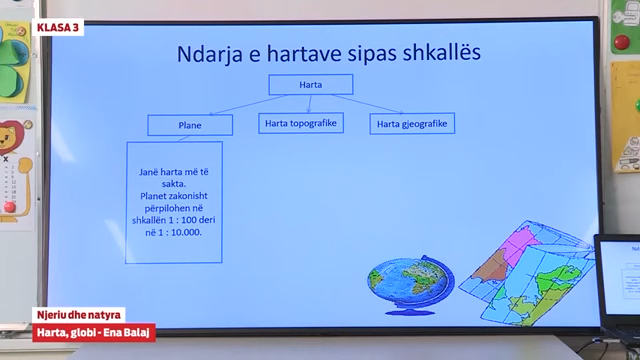 KLASA 3
Ndarja e hartave sipas shkallës
Harta
Plane
Harta topografike
Harta gjeografike
Janë harta më të
sakta.
Planet zakonisht
përpilohen në
shkallën 1 : 100 deri
në 1 : 10.000.
Njeriu dhe natyra
Harta, globi - Ena Balaj